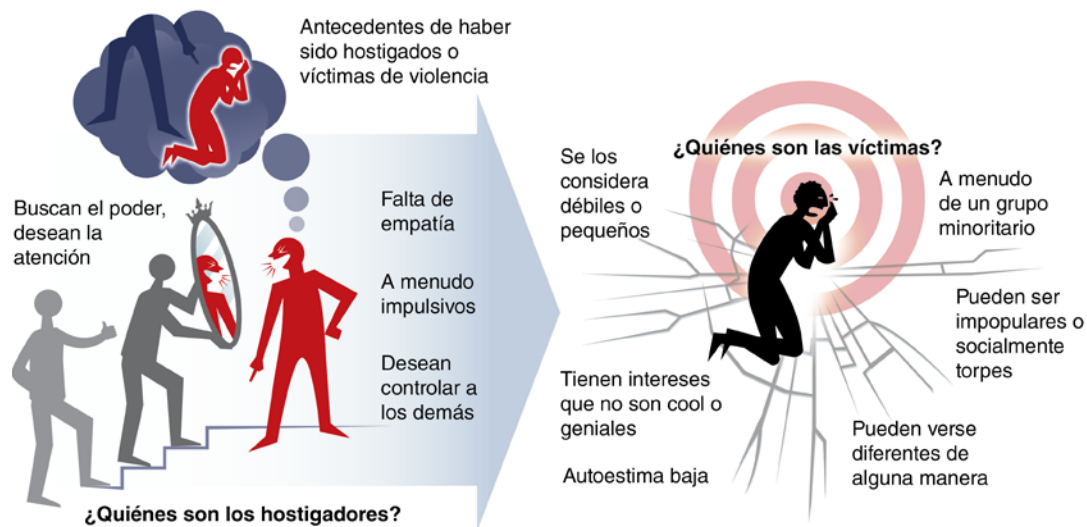 Antecedentes de haber
sido hostigados o
víctimas de violencia
Buscan el poder,
desean la
atención
Falta de
empatía
A menudo
impulsivos
Desean
controlar a
los demás
¿Quiénes son los hostigadores?
¿Quiénes son las víctimas?
Se los
considera
débiles o
pequeños
A menudo
de un grupo
minoritario
Pueden ser
impopulares o
socialmente
torpes
Tienen intereses
que no son cool o
geniales
Pueden verse
diferentes de
alguna manera
Autoestima baja